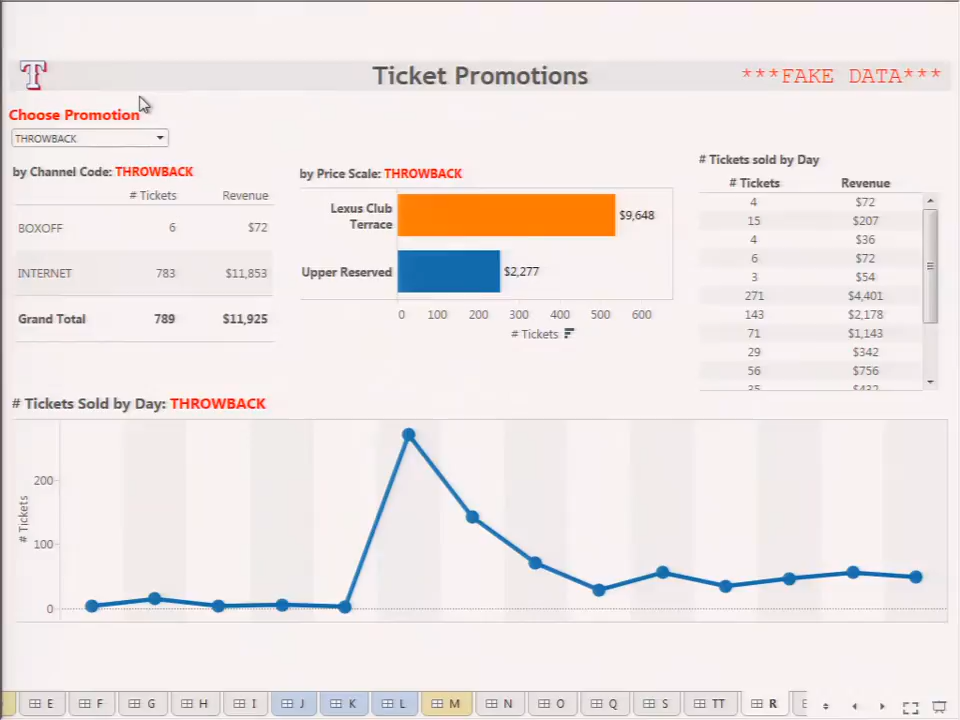 T
Ticket Promotions
***FAKE DATA***
Choose Promotion
THROWBACK
by Channel Code: THROWBACK
# Tickets Revenue
BOXOFF 6 $72
INTERNET 783 $11,853
Grand Total 789 $11,925
by Price Scale: THROWBACK
Lexus Club
Terrace
$9,648
Upper Reserved
$2,277
0 100 200 300 400 500 600
# Tickets
# Tickets sold by Day
# Tickets Revenue
4 $72
15 $207
4 $36
6 $72
3 $54
271 $4,401
143 $2,178
71 $1,143
29 $342
56 $756
35 $432
# Tickets Sold by Day: THROWBACK
# Tickets
200
100
0
E F G H I J K L M N O Q S TT R